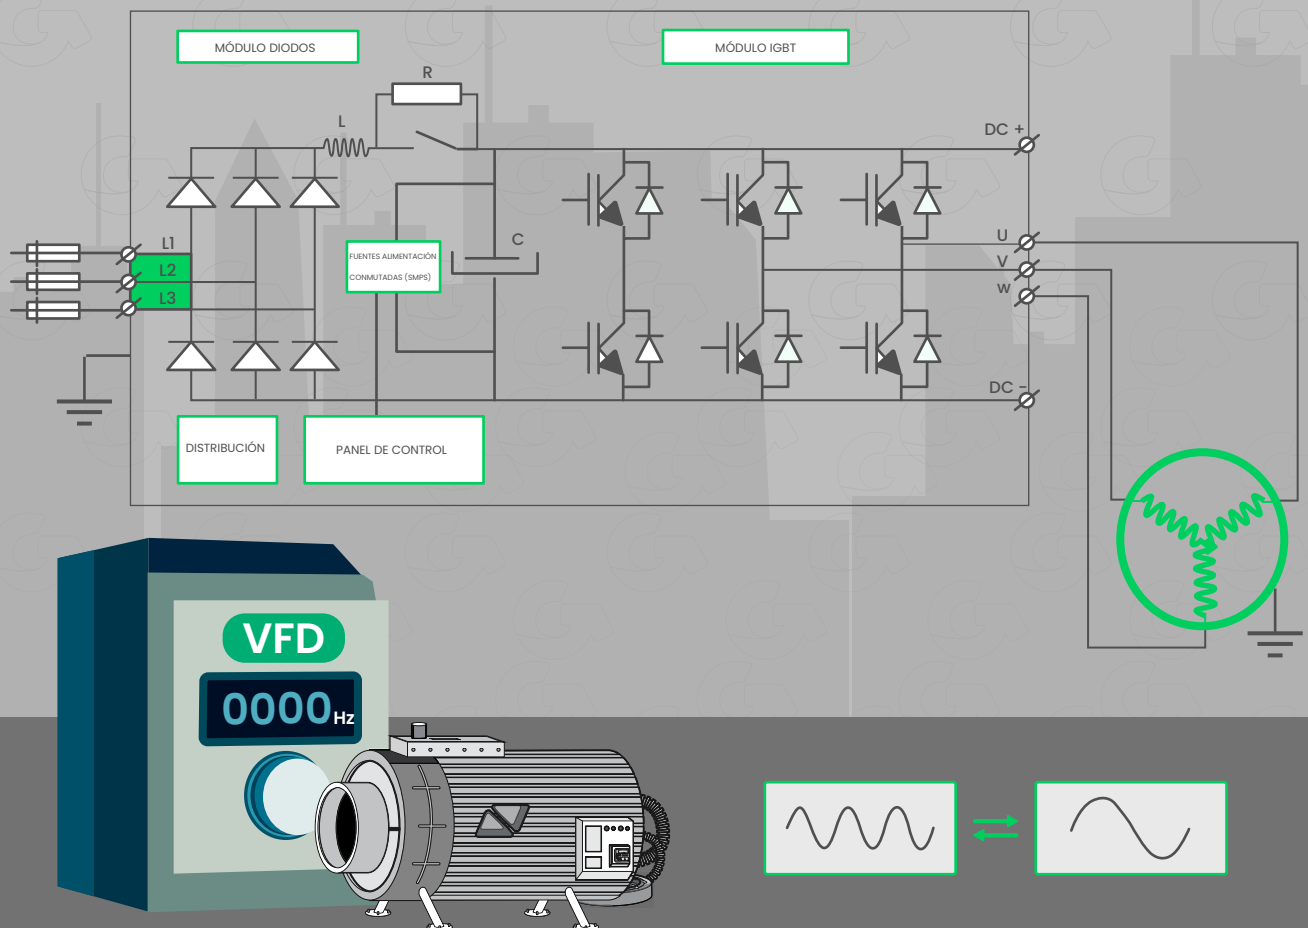 MÓDULO DIODOS
MÓDULO IGBT
R
L
DC +
L1
L2
L3
FUENTES ALIMENTACIÓN
CONMUTADAS (SMPS)
C
U
V
w
DC -
DISTRIBUCIÓN
PANEL DE CONTROL
VFD
0000Hz